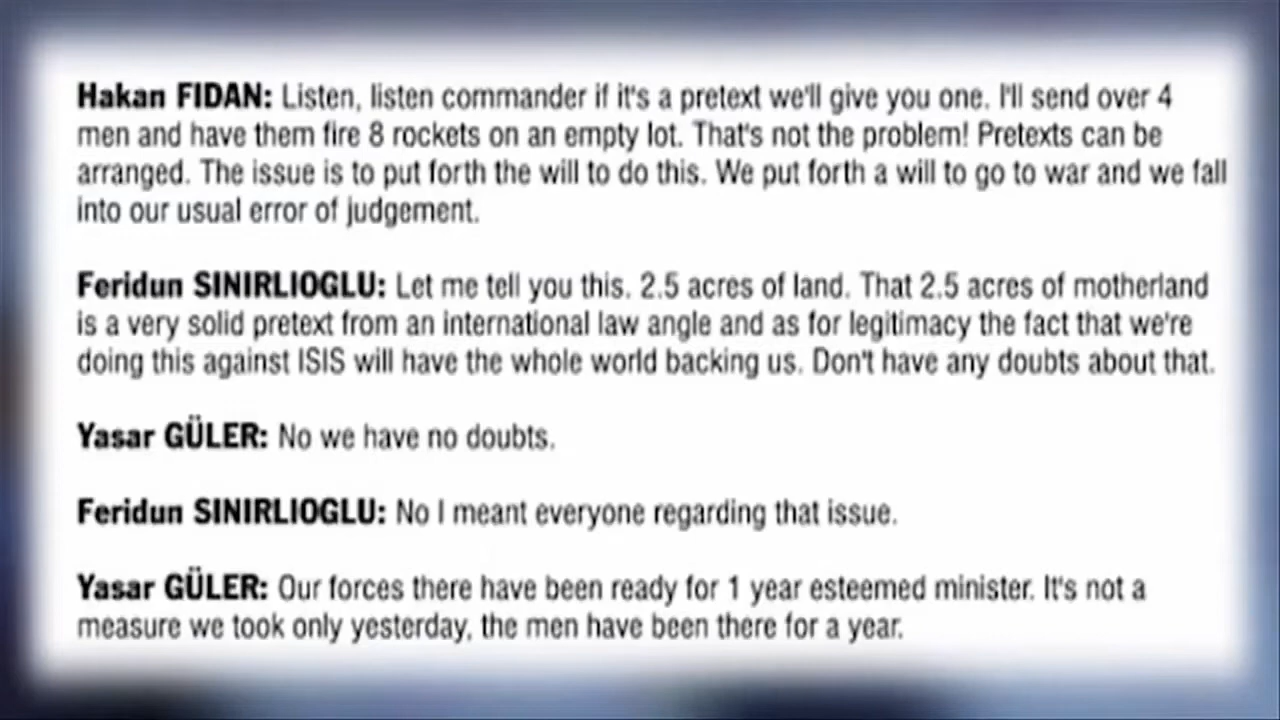 Hakan FIDAN: Listen, listen commander if it's a pretext we'll give you one. I'll send over 4
men and have them fire 8 rockets on an empty lot. That's not the problem! Pretexts can be
arranged. The issue is to put forth the will to do this. We put forth a will to go to war and we fall
into our usual error of judgement.
Feridun SINIRLIOGLU: Let me tell you this. 2.5 acres of land. That 2.5 acres of motherland
is a very solid pretext from an international law angle and as for legitimacy the fact that we're
doing this against ISIS will have the whole world backing us. Don't have any doubts about that.
Yasar GÜLER: No we have no doubts.
Feridun SINIRLIOGLU: No I meant everyone regarding that issue.
Yasar GÜLER: Our forces there have been ready for 1 year esteemed minister. It's not a
measure we took only yesterday, the men have been there for a year.